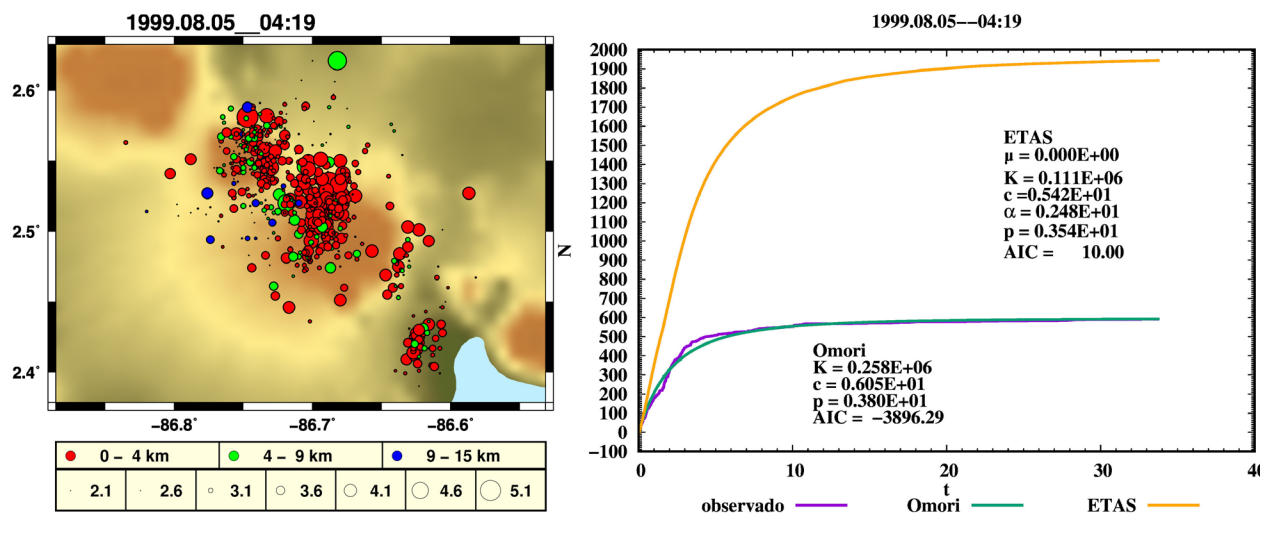 1999.08.05__04:19
12.6°
12.5°
12.4°
−86.8°
−86.7°
−86.6°
0 − 4 km
4 − 9 km
9 − 15 km
2.1
2.6
3.1
3.6
4.1
4.6
5.1
N
1999.08.05−−04:19
2000
1900
1800
1700
1600
1500
1400
1300
1200
1100
1000
900
800
700
600
500
400
300
200
100
0
−100
ETAS
μ = 0.000E+00
K = 0.111E+06
c =0.542E+01
α = 0.248E+01
p = 0.354E+01
AIC = 10.00
Omori
K = 0.258E+06
c = 0.605E+01
p = 0.380E+01
AIC = −3896.29
0
10
20
30
t
observado
Omori
ETAS